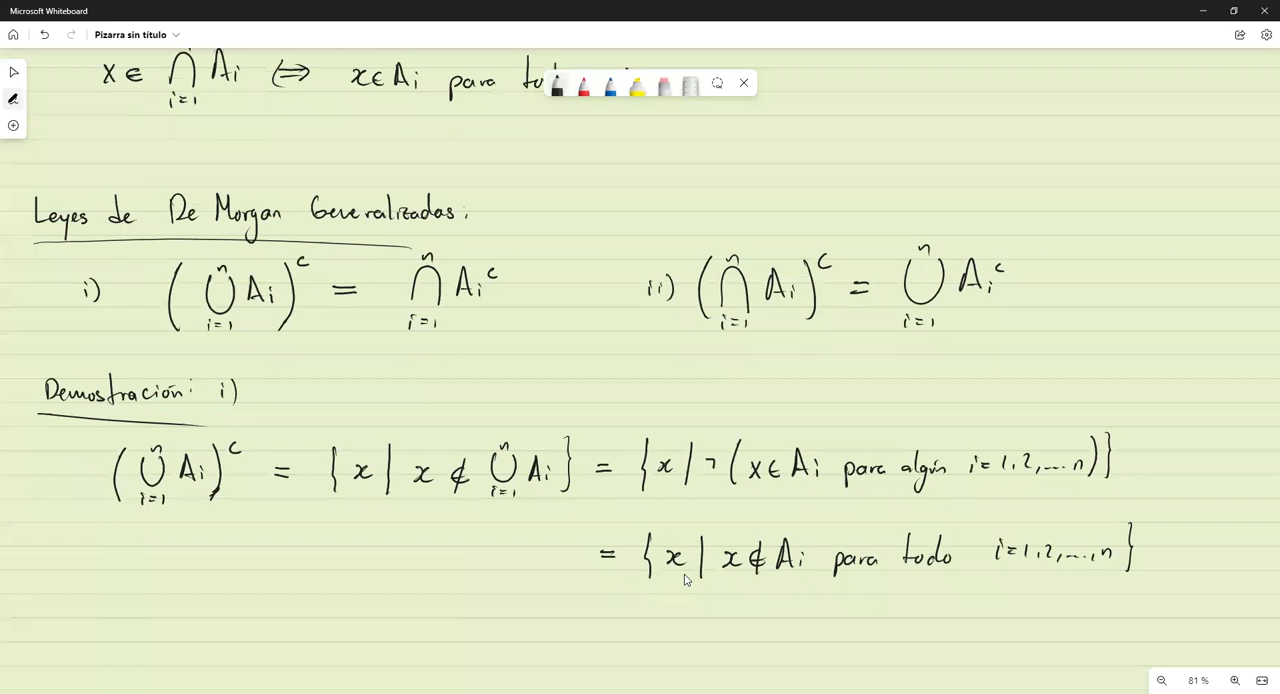 Microsoft Whiteboard
Pizarra sin título
x ∈ ⋂_{i=1} Aᵢ ⟺ x ∈ Aᵢ para
Leyes de De Morgan Generalizadas:
i) (⋃_{i=1}^{n} Aᵢ)^c = ⋂_{i=1}^{n} Aᵢ^c ii) (⋂_{i=1}^{n} Aᵢ)^c = ⋃_{i=1}^{n} Aᵢ^c
Demostración: i)
(⋃_{i=1}^{n} Aᵢ)^c = {x | x ∉ ⋃_{i=1}^{n} Aᵢ} = {x | ¬(x ∈ Aᵢ para algún i=1,2,...n)}
= {x | x ∉ Aᵢ para todo i=1,2,...,n}
81 %